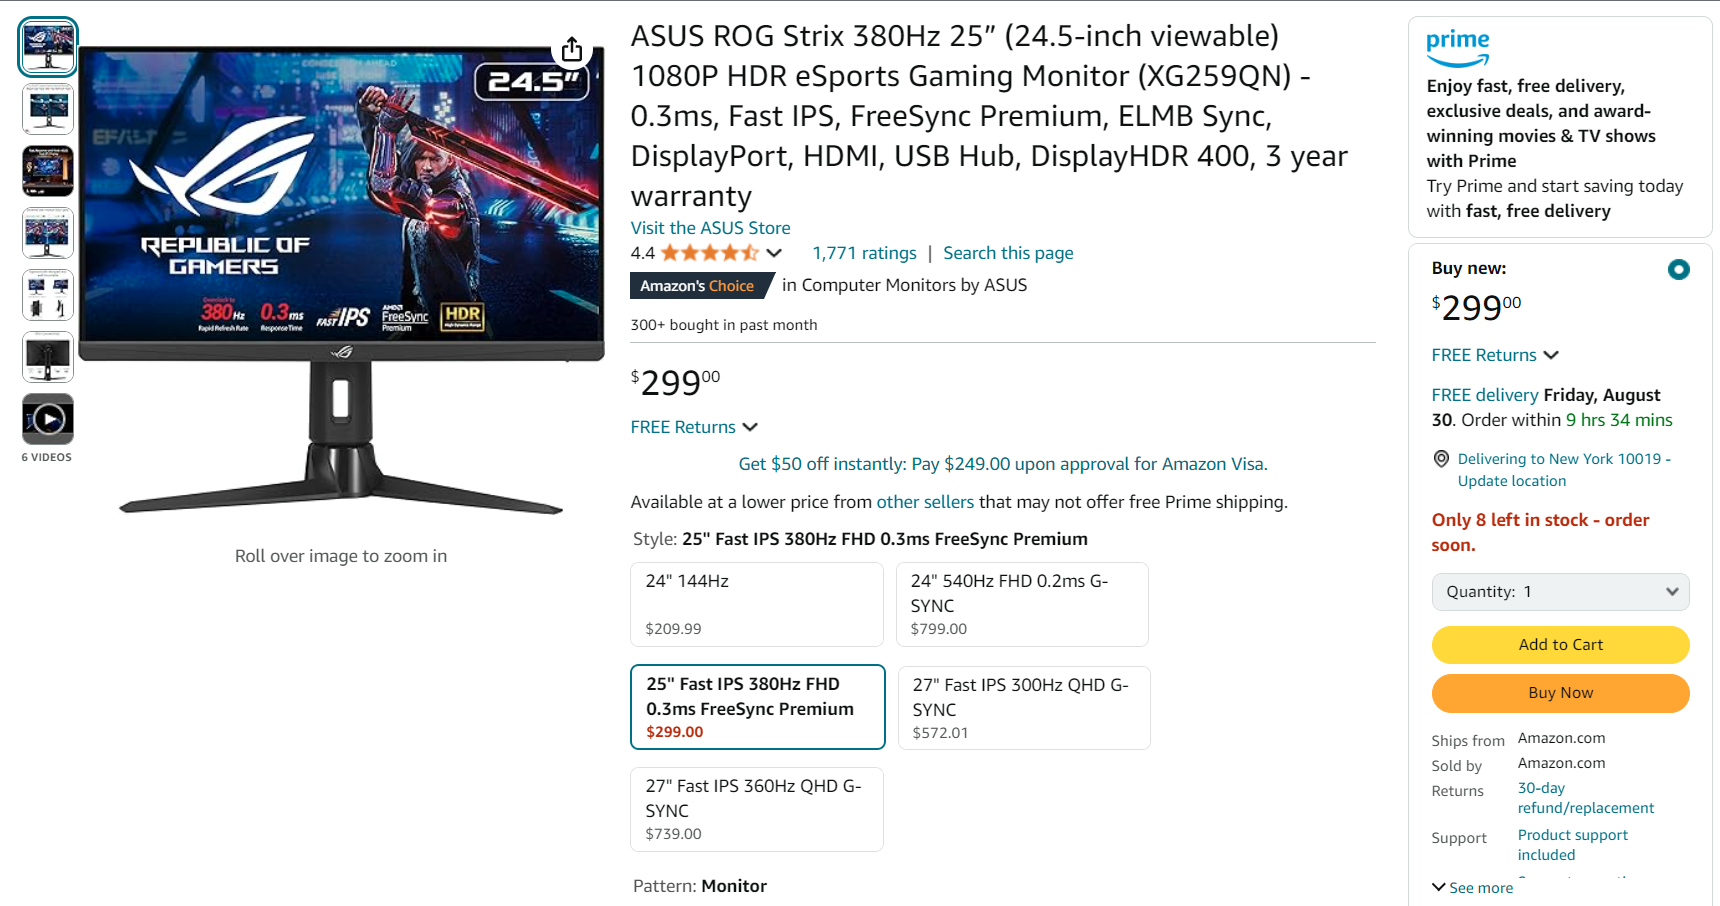 24.5"
REPUBLIC OF
GAMERS
Overclock to
380 Hz
Rapid Refresh Rate
0.3 ms
Response Time
FAST IPS
AMD
FreeSync
Premium
HDR
High Dynamic Range
6 VIDEOS
Roll over image to zoom in
ASUS ROG Strix 380Hz 25” (24.5-inch viewable)
1080P HDR eSports Gaming Monitor (XG259QN) -
0.3ms, Fast IPS, FreeSync Premium, ELMB Sync,
DisplayPort, HDMI, USB Hub, DisplayHDR 400, 3 year
warranty
Visit the ASUS Store
4.4 1,771 ratings | Search this page
Amazon's Choice in Computer Monitors by ASUS
300+ bought in past month
$29900
FREE Returns
Get $50 off instantly: Pay $249.00 upon approval for Amazon Visa.
Available at a lower price from other sellers that may not offer free Prime shipping.
Style: 25" Fast IPS 380Hz FHD 0.3ms FreeSync Premium
24" 144Hz
$209.99
24" 540Hz FHD 0.2ms G-
SYNC
$799.00
25" Fast IPS 380Hz FHD
0.3ms FreeSync Premium
$299.00
27" Fast IPS 300Hz QHD G-
SYNC
$572.01
27" Fast IPS 360Hz QHD G-
SYNC
$739.00
Pattern: Monitor
prime
Enjoy fast, free delivery,
exclusive deals, and award-
winning movies & TV shows
with Prime
Try Prime and start saving today
with fast, free delivery
Buy new:
$29900
FREE Returns
FREE delivery Friday, August
30. Order within 9 hrs 34 mins
Delivering to New York 10019 -
Update location
Only 8 left in stock - order
soon.
Quantity: 1
Add to Cart
Buy Now
Ships from Amazon.com
Sold by Amazon.com
Returns 30-day
refund/replacement
Support Product support
included
See more